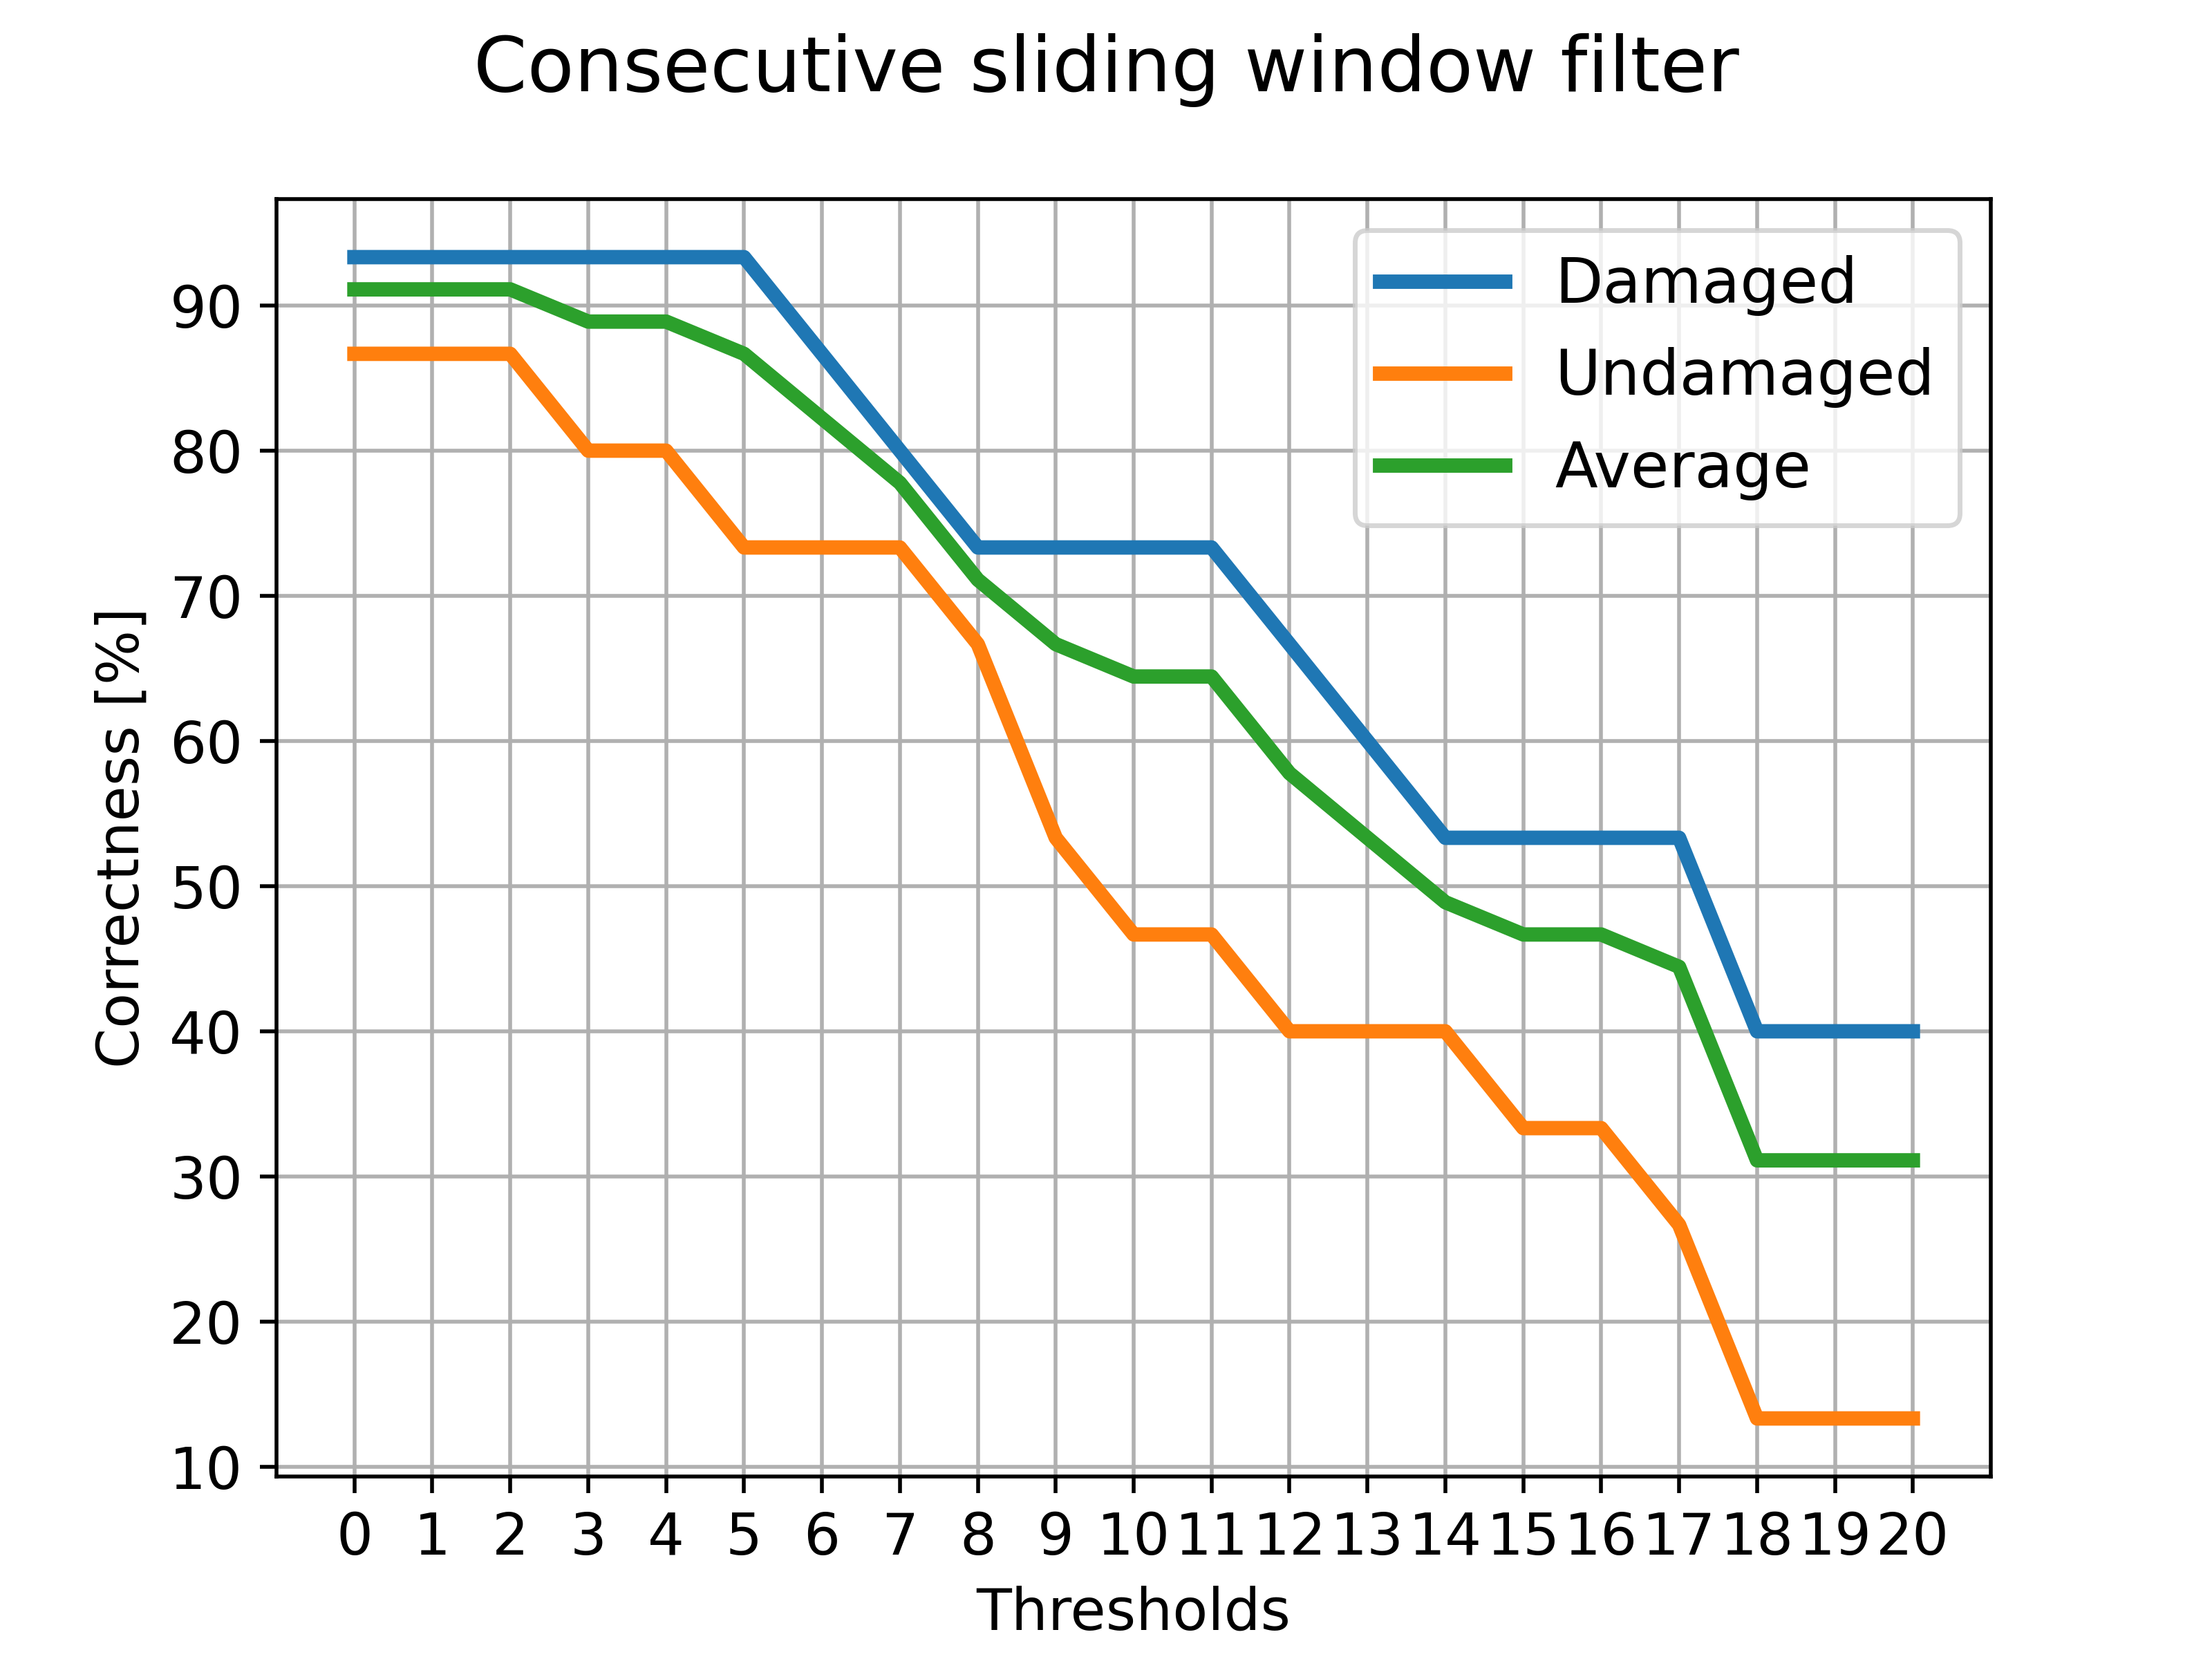 Consecutive sliding window filter
Damaged
Undamaged
Average
90
80
70
60
50
40
30
20
10
Correctness [%]
0 1 2 3 4 5 6 7 8 9 10 11 12 13 14 15 16 17 18 19 20
Thresholds